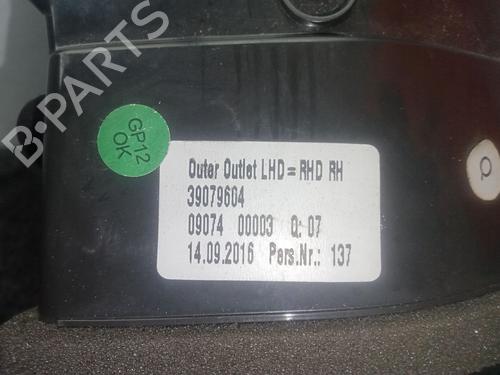 B-PARTS
GP12
OK
Outer Outlet LHD = RHD RH
39079604
09074 00003 Q: 07
14.09.2016 Pers.Nr.: 137